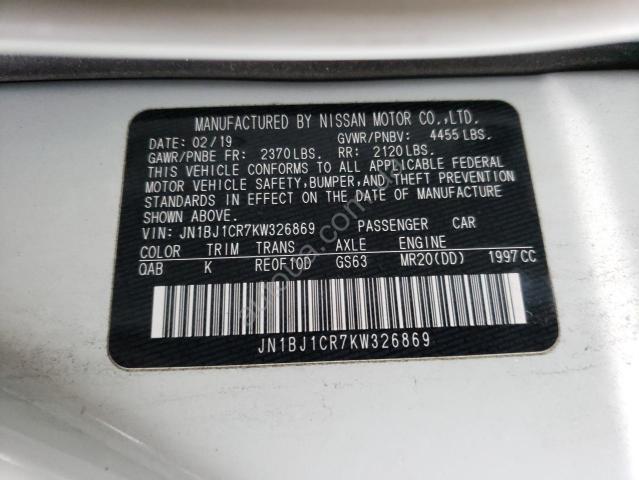 MANUFACTURED BY NISSAN MOTOR CO.,LTD.
DATE: 02/19 GVWR/PNBV: 4455 LBS.
GAWR/PNBE FR: 2370 LBS. RR: 2120 LBS.
THIS VEHICLE CONFORMS TO ALL APPLICABLE FEDERAL
MOTOR VEHICLE SAFETY, BUMPER, AND THEFT PREVENTION
STANDARDS IN EFFECT ON THE DATE OF MANUFACTURE
SHOWN ABOVE.
VIN: JN1BJ1CR7KW326869 PASSENGER CAR
COLOR TRIM TRANS AXLE ENGINE
QAB K RE0F10D GS63 MR20(DD) 1997 CC
JN1BJ1CR7KW326869